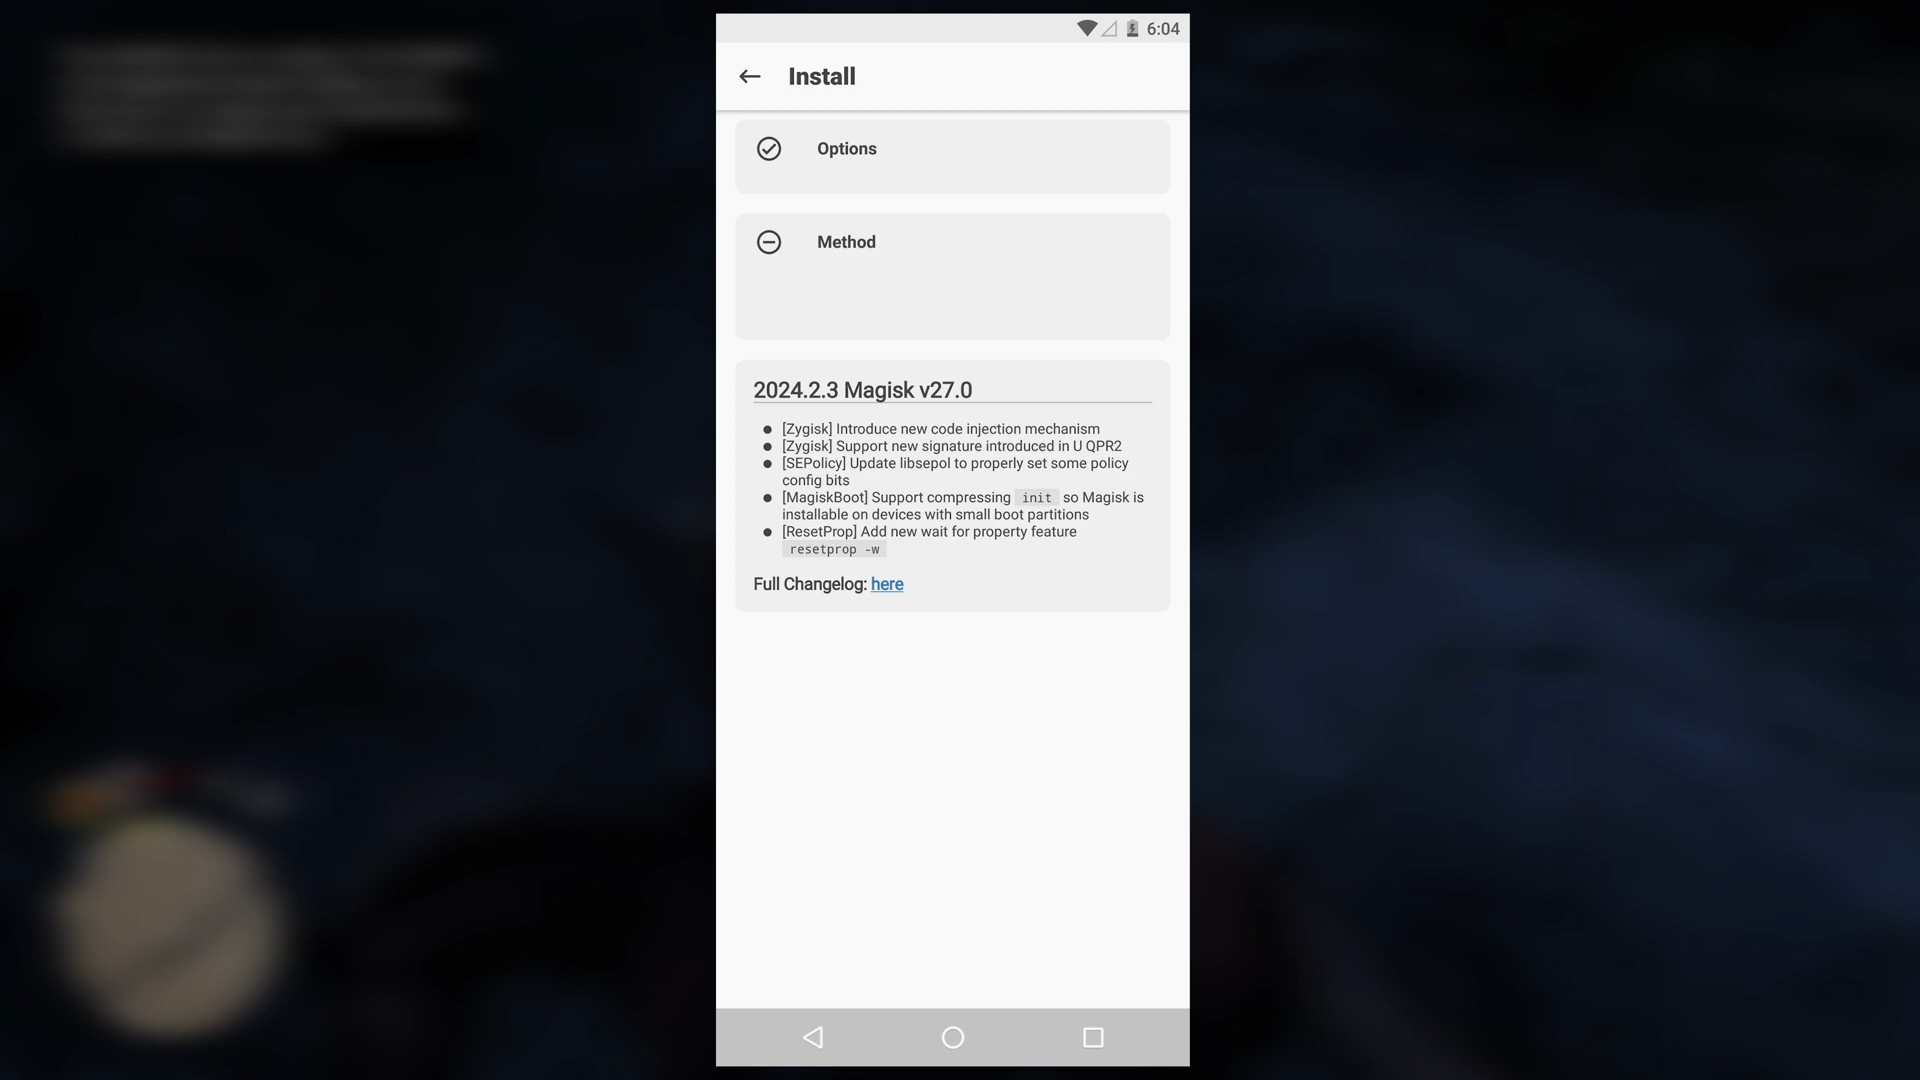 6:04
Install
Options
Method
2024.2.3 Magisk v27.0
[Zygisk] Introduce new code injection mechanism
[Zygisk] Support new signature introduced in U QPR2
[SEPolicy] Update libsepol to properly set some policy
config bits
[MagiskBoot] Support compressing init so Magisk is
installable on devices with small boot partitions
[ResetProp] Add new wait for property feature
resetprop -w
Full Changelog: here